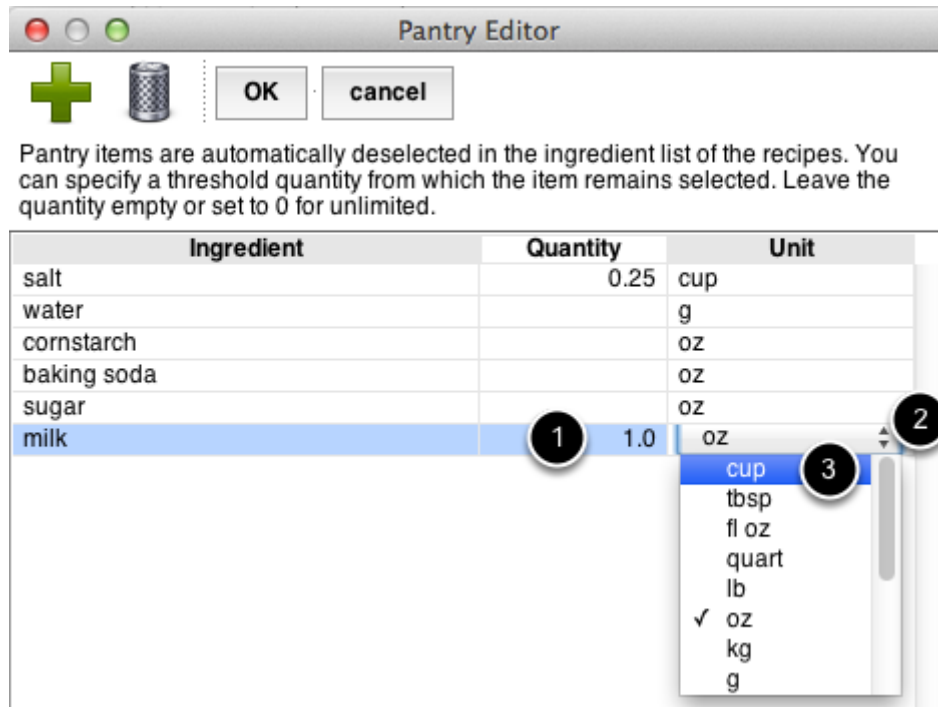 Pantry Editor
OK cancel
Pantry items are automatically deselected in the ingredient list of the recipes. You
can specify a threshold quantity from which the item remains selected. Leave the
quantity empty or set to 0 for unlimited.
Ingredient Quantity Unit
salt 0.25 cup
water g
cornstarch oz
baking soda oz
sugar oz
milk 1 1.0 oz 2
cup 3
tbsp
fl oz
quart
lb
✓ oz
kg
g